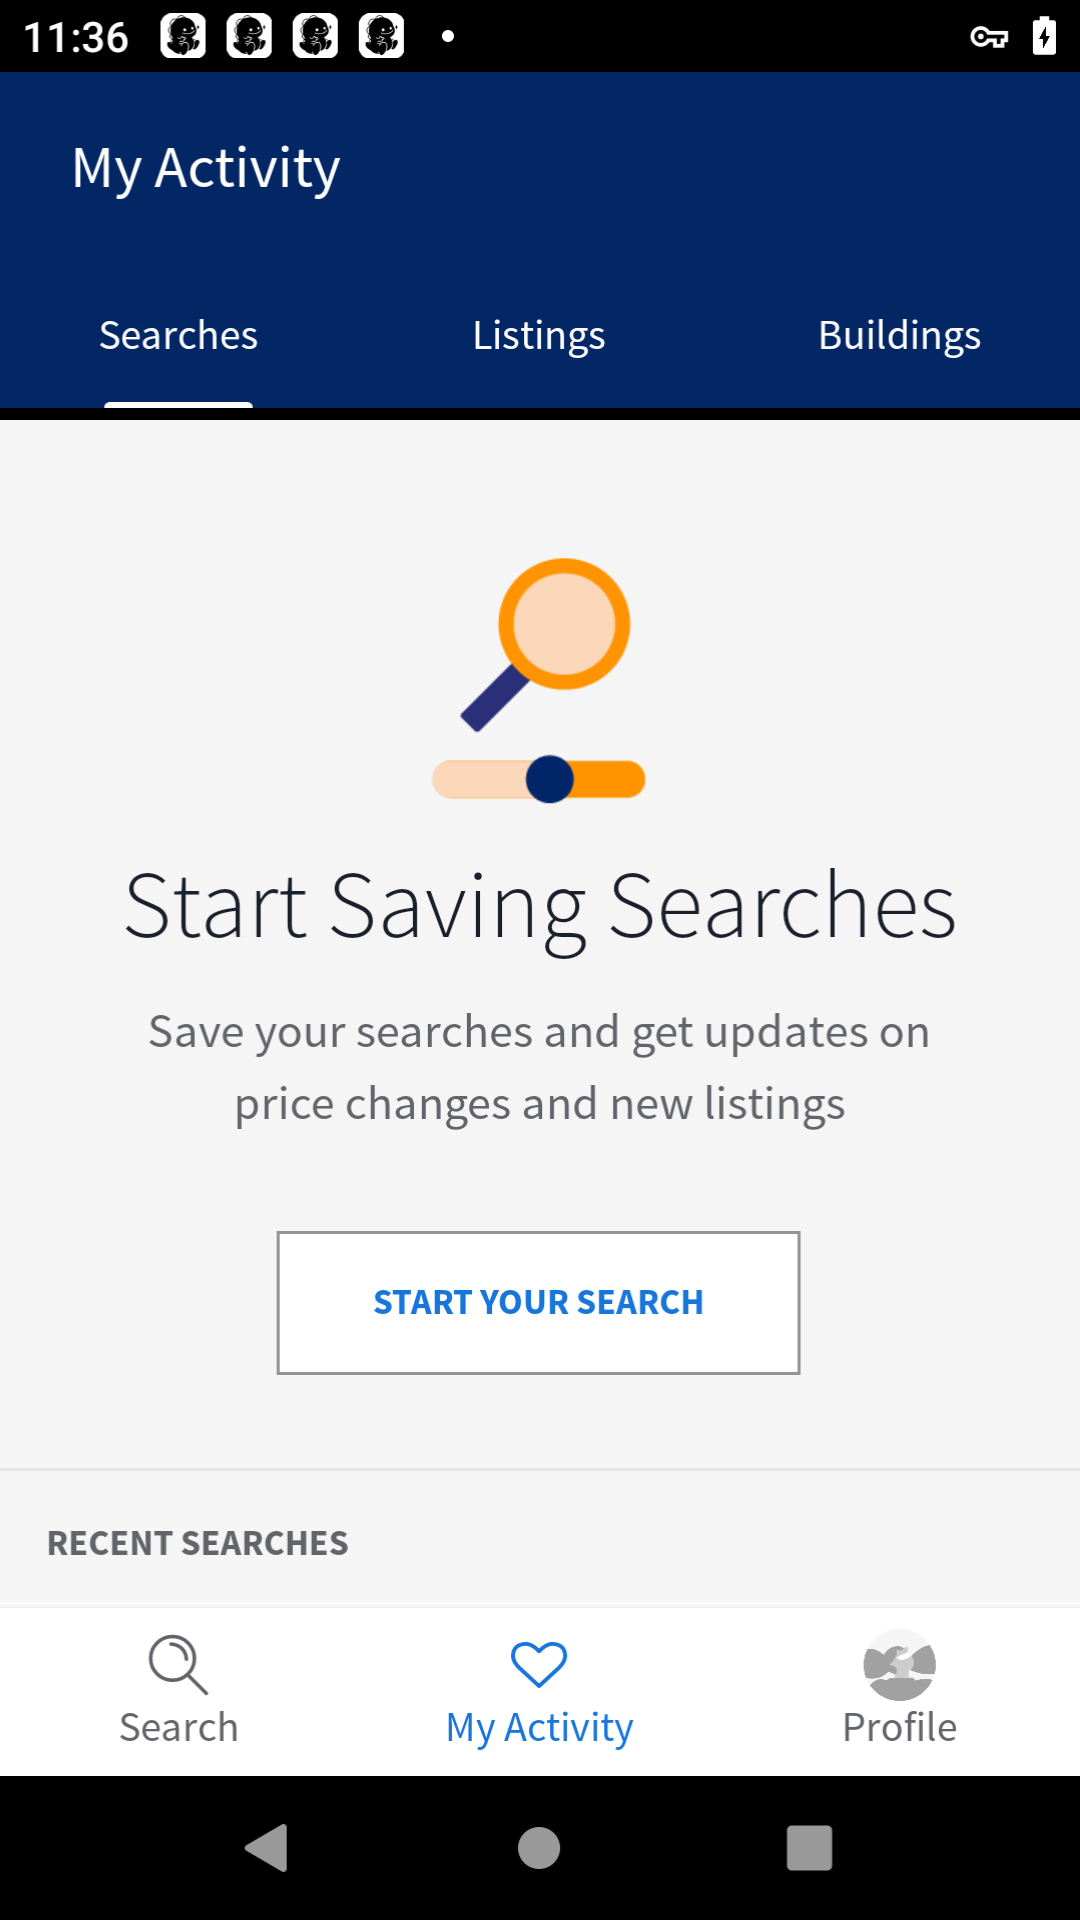 11:36
My Activity
Searches
Listings
Buildings
Start Saving Searches
Save your searches and get updates on
price changes and new listings
START YOUR SEARCH
RECENT SEARCHES
Search
My Activity
Profile